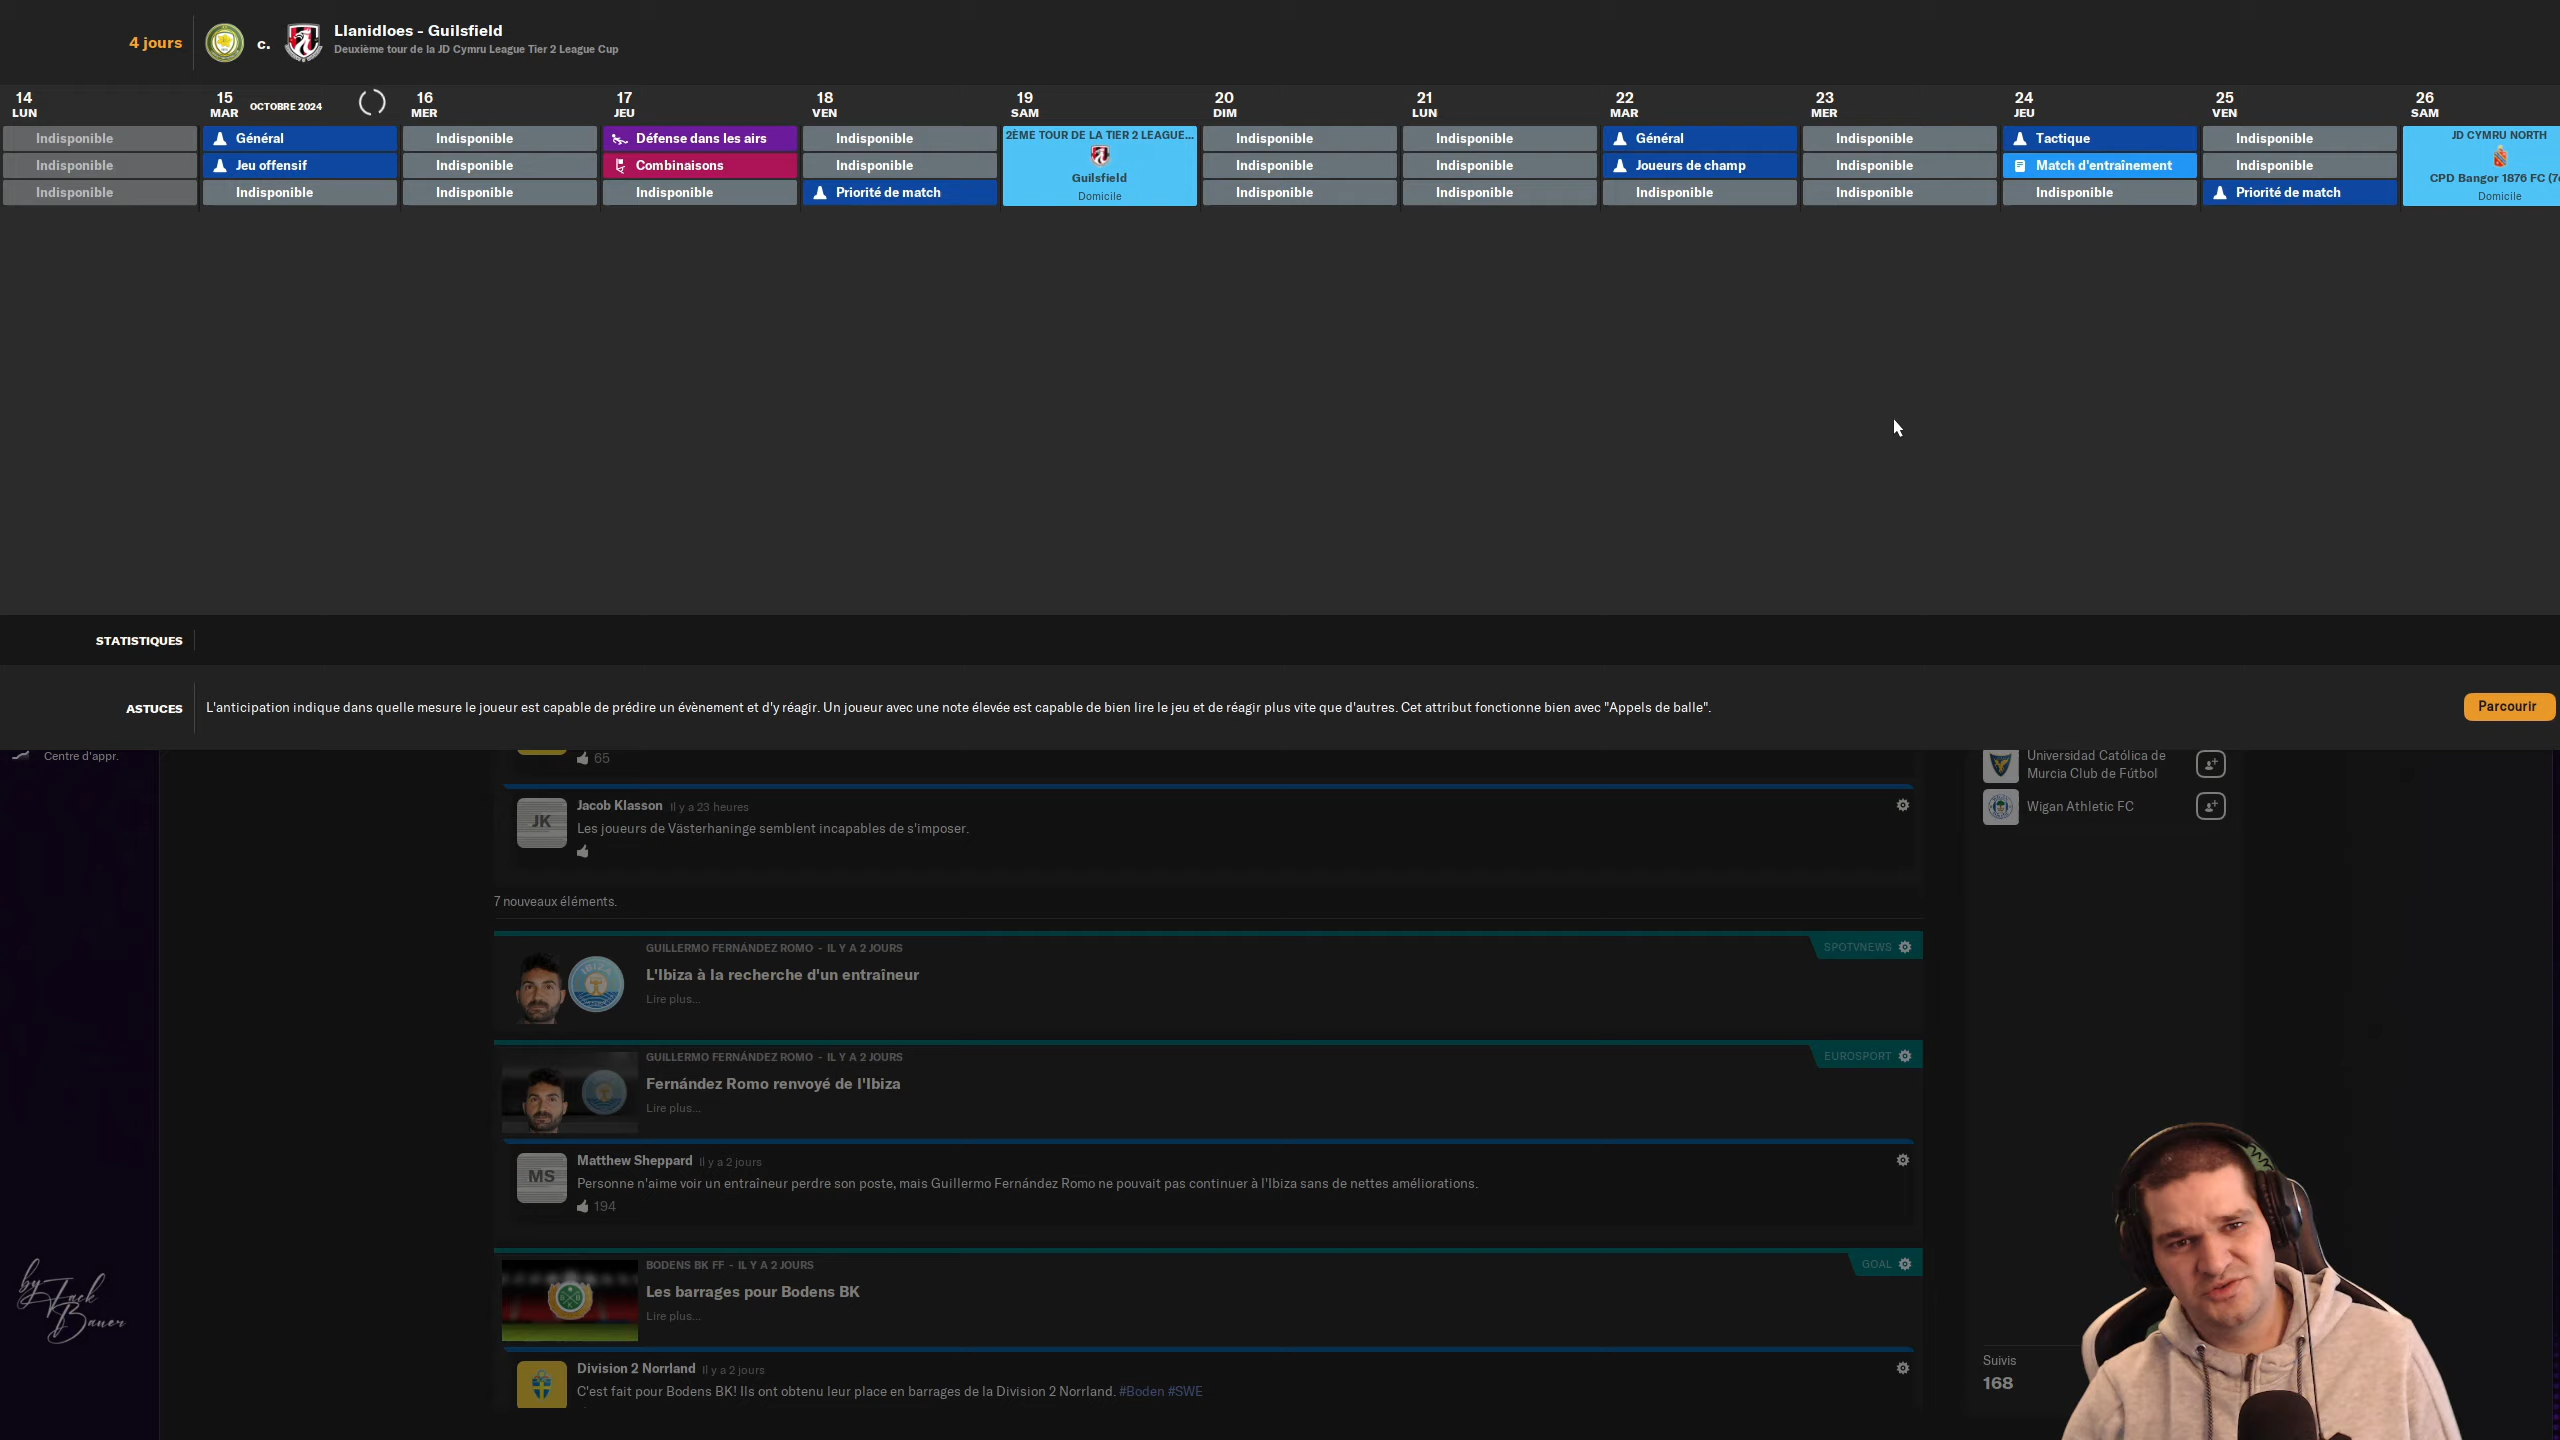 4 jours
c.
Llanidloes - Guilsfield
Deuxième tour de la JD Cymru League Tier 2 League Cup
14 LUN
15 MAR OCTOBRE 2024
16 MER
17 JEU
18 VEN
19 SAM
20 DIM
21 LUN
22 MAR
23 MER
24 JEU
25 VEN
26 SAM
Indisponible
Indisponible
Indisponible
Général
Jeu offensif
Indisponible
Indisponible
Indisponible
Indisponible
Défense dans les airs
Combinaisons
Indisponible
Indisponible
Indisponible
Priorité de match
2ÈME TOUR DE LA TIER 2 LEAGUE...
Guilsfield
Domicile
Indisponible
Indisponible
Indisponible
Indisponible
Indisponible
Indisponible
Général
Joueurs de champ
Indisponible
Indisponible
Indisponible
Indisponible
Tactique
Match d'entraînement
Indisponible
Indisponible
Indisponible
Priorité de match
JD CYMRU NORTH
CPD Bangor 1876 FC (7
Domicile
STATISTIQUES
ASTUCES
L'anticipation indique dans quelle mesure le joueur est capable de prédire un évènement et d'y réagir. Un joueur avec une note élevée est capable de bien lire le jeu et de réagir plus vite que d'autres. Cet attribut fonctionne bien avec "Appels de balle".
Parcourir
Centre d'appr.
65
JK
Jacob Klasson Il y a 23 heures
Les joueurs de Västerhaninge semblent incapables de s'imposer.
7 nouveaux éléments.
GUILLERMO FERNÁNDEZ ROMO - IL Y A 2 JOURS
SPOTVNEWS
L'Ibiza à la recherche d'un entraîneur
Lire plus...
GUILLERMO FERNÁNDEZ ROMO - IL Y A 2 JOURS
EUROSPORT
Fernández Romo renvoyé de l'Ibiza
Lire plus...
MS
Matthew Sheppard Il y a 2 jours
Personne n'aime voir un entraîneur perdre son poste, mais Guillermo Fernández Romo ne pouvait pas continuer à l'Ibiza sans de nettes améliorations.
194
BODENS BK FF - IL Y A 2 JOURS
GOAL
Les barrages pour Bodens BK
Lire plus...
Division 2 Norrland Il y a 2 jours
C'est fait pour Bodens BK! Ils ont obtenu leur place en barrages de la Division 2 Norrland. #Boden #SWE
Universidad Católica de
Murcia Club de Fútbol
Wigan Athletic FC
Suivis
168
by Jack
Bauer